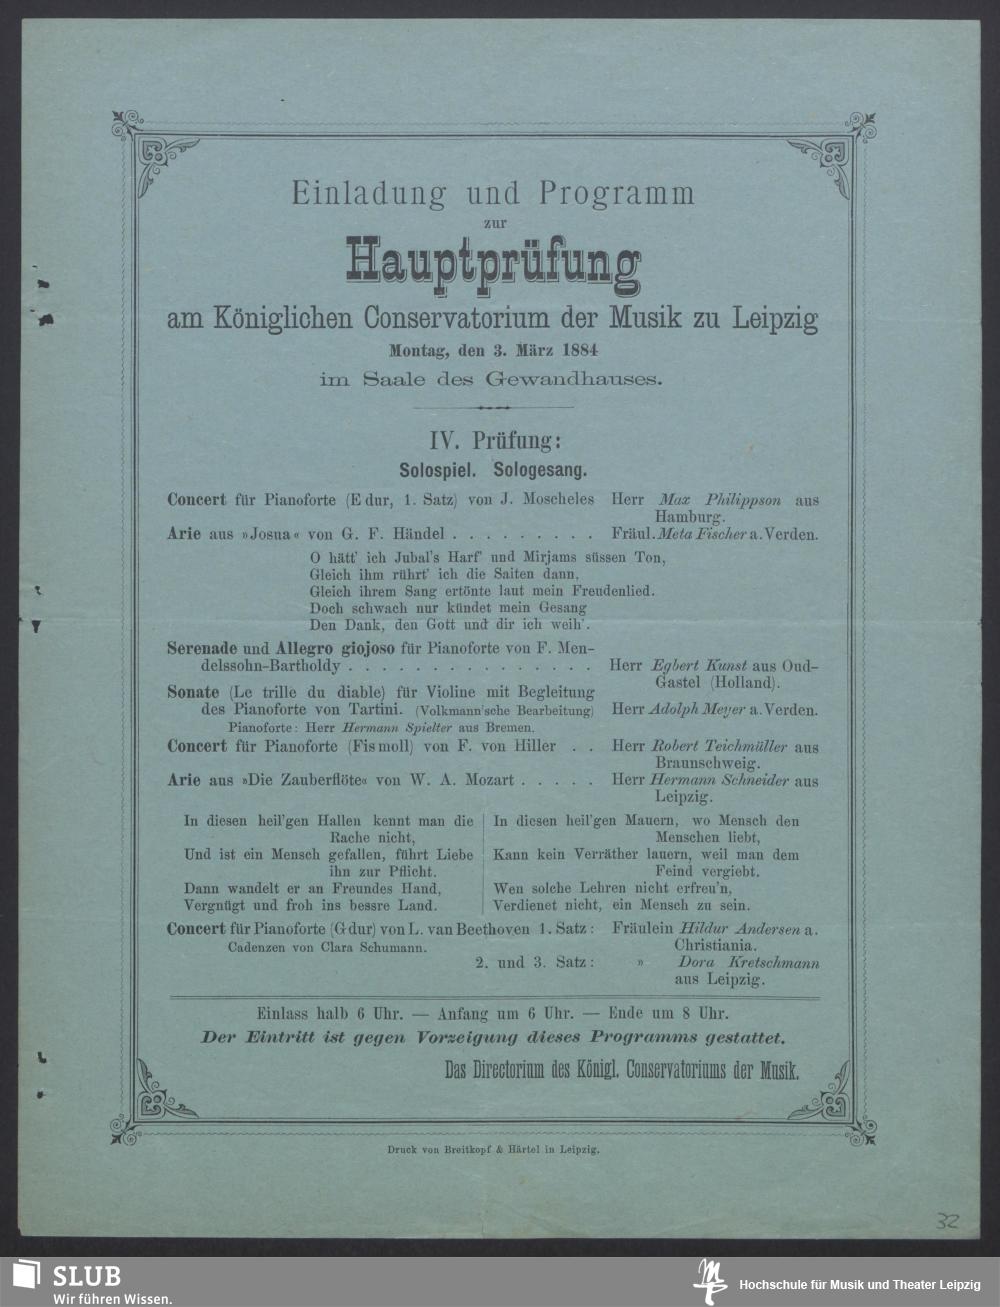 Einladung und Programm
zur
Hauptprüfung
am Königlichen Conservatorium der Musik zu Leipzig
Montag, den 3. März 1884
im Saale des Gewandhauses.
IV. Prüfung:
Solospiel. Sologesang.
Concert für Pianoforte (E dur, 1. Satz) von J. Moscheles Herr Max Philippson aus
Hamburg.
Arie aus »Josua« von G. F. Händel . . . . . . . . . Fräul. Meta Fischer a. Verden.
O hätt' ich Jubal's Harf' und Mirjams süssen Ton,
Gleich ihm rührt' ich die Saiten dann,
Gleich ihrem Sang ertönte laut mein Freudenlied.
Doch schwach nur kündet mein Gesang
Den Dank, den Gott und dir ich weih'.
Serenade und Allegro giojoso für Pianoforte von F. Men-
delssohn-Bartholdy . . . . . . . . . . . . . . . Herr Egbert Kunst aus Oud-
Gastel (Holland).
Sonate (Le trille du diable) für Violine mit Begleitung
des Pianoforte von Tartini. (Volkmann'sche Bearbeitung) Herr Adolph Meyer a. Verden.
Pianoforte: Herr Hermann Spielter aus Bremen.
Concert für Pianoforte (Fis moll) von F. von Hiller . . Herr Robert Teichmüller aus
Braunschweig.
Arie aus »Die Zauberflöte« von W. A. Mozart . . . . . Herr Hermann Schneider aus
Leipzig.
In diesen heil'gen Hallen kennt man die
Rache nicht,
Und ist ein Mensch gefallen, führt Liebe
ihn zur Pflicht.
Dann wandelt er an Freundes Hand,
Vergnügt und froh ins bessre Land.
In diesen heil'gen Mauern, wo Mensch den
Menschen liebt,
Kann kein Verräther lauern, weil man dem
Feind vergiebt.
Wen solche Lehren nicht erfreu'n,
Verdienet nicht, ein Mensch zu sein.
Concert für Pianoforte (G dur) von L. van Beethoven 1. Satz: Fräulein Hildur Andersen a.
Cadenzen von Clara Schumann. Christiania.
2. und 3. Satz: » Dora Kretschmann
aus Leipzig.
Einlass halb 6 Uhr. — Anfang um 6 Uhr. — Ende um 8 Uhr.
Der Eintritt ist gegen Vorzeigung dieses Programms gestattet.
Das Directorium des Königl. Conservatoriums der Musik.
Druck von Breitkopf & Härtel in Leipzig.
32
SLUB
Wir führen Wissen.
Hochschule für Musik und Theater Leipzig